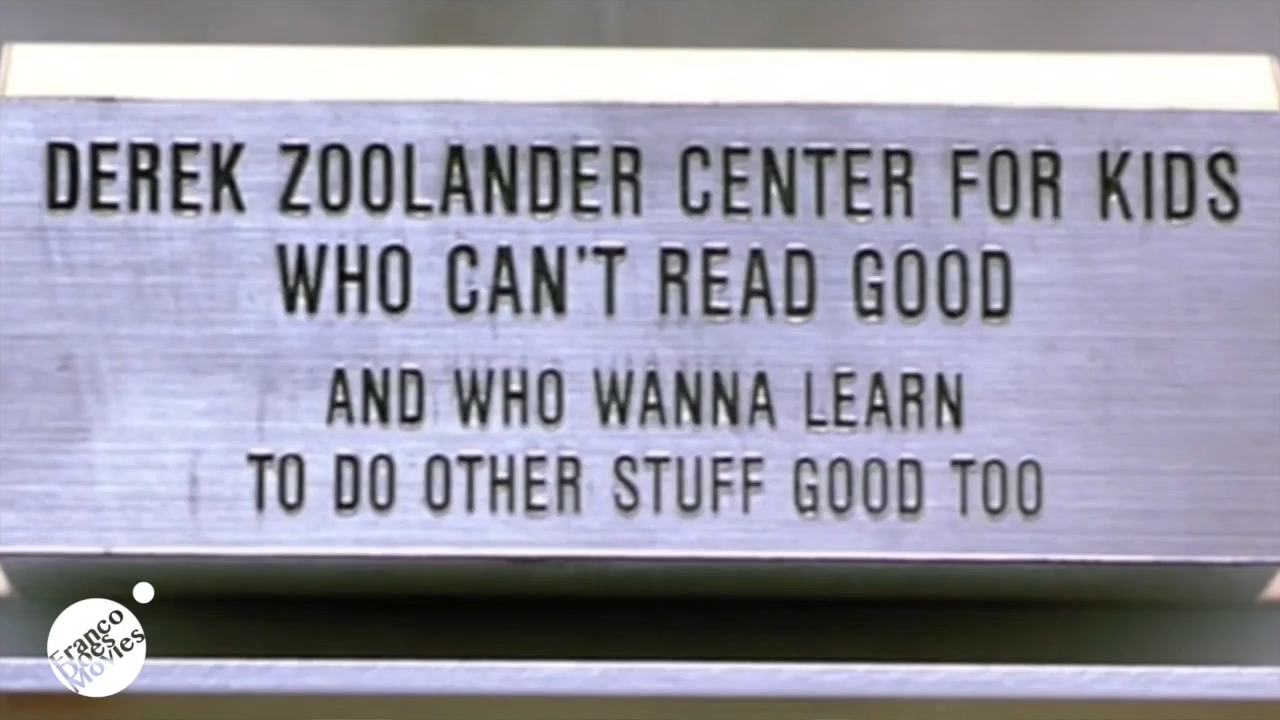 DEREK ZOOLANDER CENTER FOR KIDS
WHO CAN'T READ GOOD
AND WHO WANNA LEARN
TO DO OTHER STUFF GOOD TOO
Franco
Does
Movies